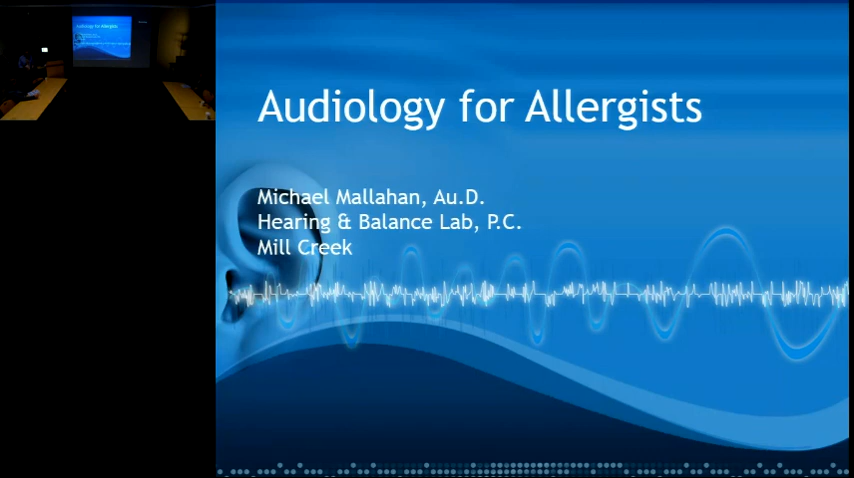 Audiology for Allergists
Michael Mallahan, Au.D.
Hearing & Balance Lab, P.C.
Mill Creek